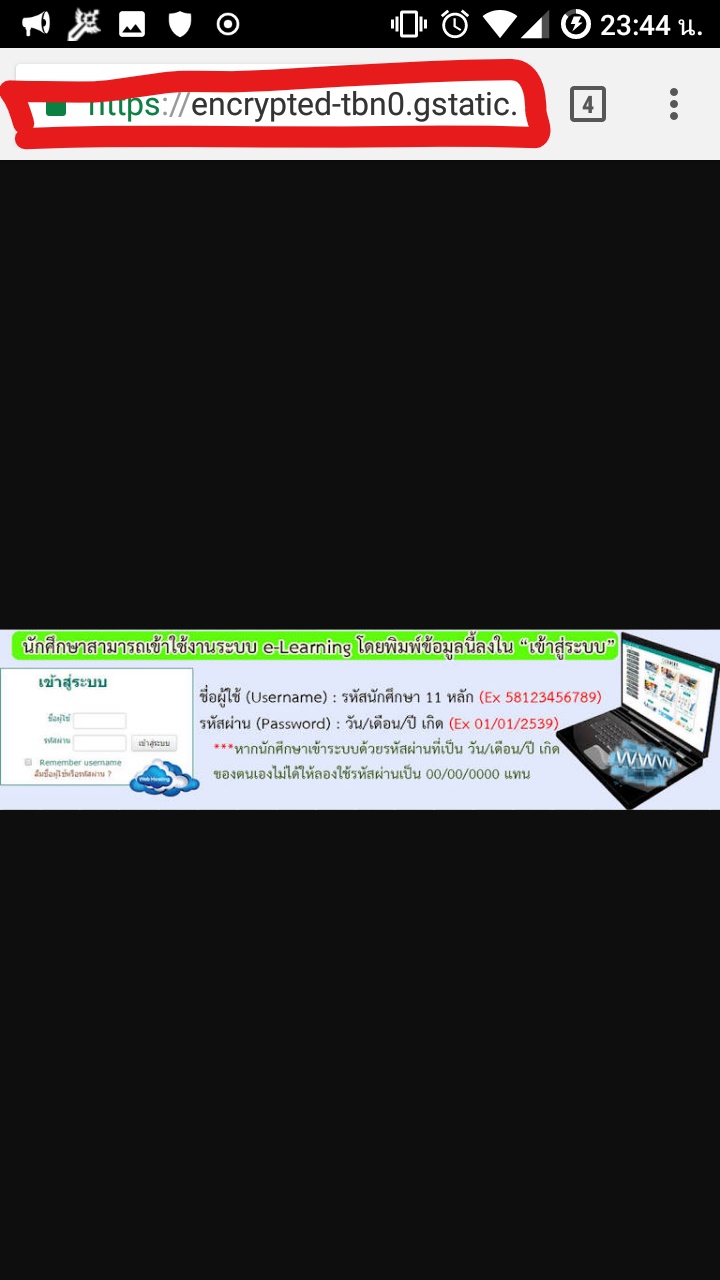 23:44 น.
https://encrypted-tbn0.gstatic.
4
นักศึกษาสามารถเข้าใช้งานระบบ e-Learning โดยพิมพ์ข้อมูลนี้ลงใน “เข้าสู่ระบบ”
เข้าสู่ระบบ
ชื่อผู้ใช้
รหัสผ่าน
เข้าสู่ระบบ
Remember username
ลืมชื่อผู้ใช้หรือรหัสผ่าน ?
Web Hosting
ชื่อผู้ใช้ (Username) : รหัสนักศึกษา 11 หลัก (Ex 58123456789)
รหัสผ่าน (Password) : วัน/เดือน/ปี เกิด (Ex 01/01/2539)
***หากนักศึกษาเข้าระบบด้วยรหัสผ่านที่เป็น วัน/เดือน/ปี เกิด
ของตนเองไม่ได้ให้ลองใช้รหัสผ่านเป็น 00/00/0000 แทน
WWW